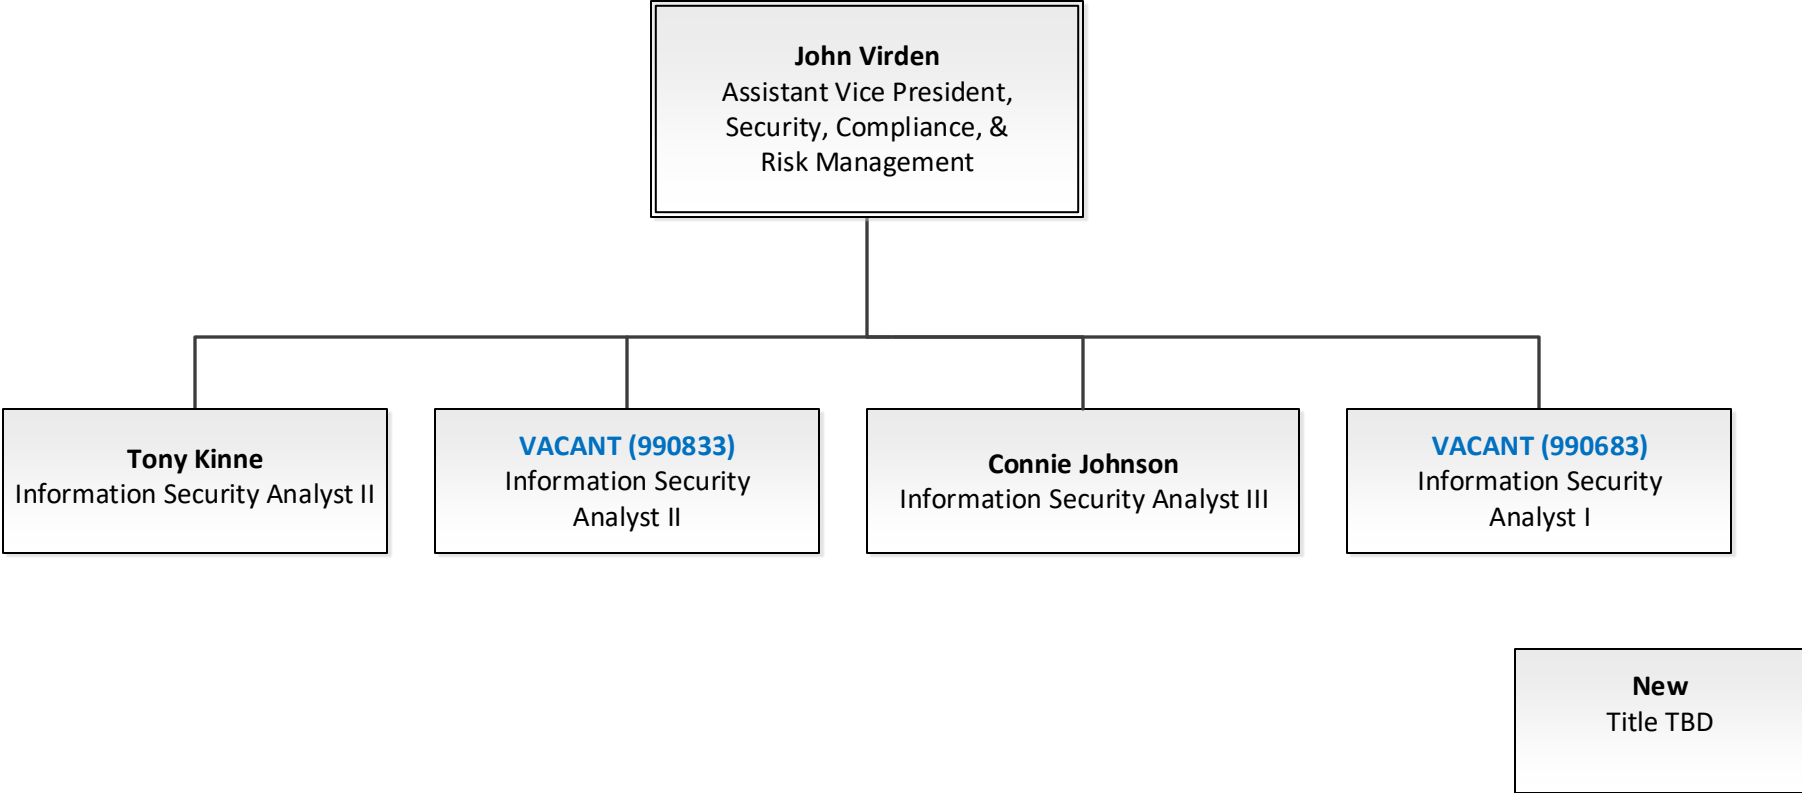 John Virden
Assistant Vice President,
Security, Compliance, &
Risk Management
Tony Kinne
Information Security Analyst II
VACANT (990833)
Information Security
Analyst II
Connie Johnson
Information Security Analyst III
VACANT (990683)
Information Security
Analyst I
New
Title TBD